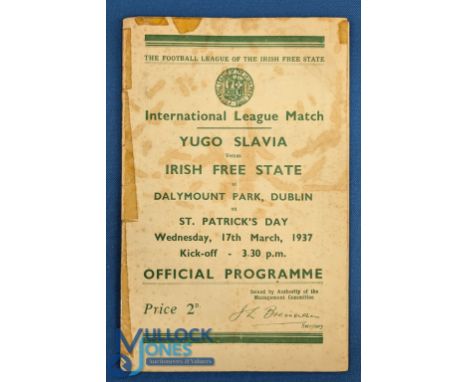 THE FOOTBALL LEAGUE OF THE IRISH FREE STATE
International League Match
YUGO SLAVIA
Versus
IRISH FREE STATE
at
DALYMOUNT PARK, DUBLIN
on
ST. PATRICK'S DAY
Wednesday, 17th March, 1937
Kick-off - 3.30 p.m.
OFFICIAL PROGRAMME
Issued by Authority of the
Management Committee
Price 2D.
Secretary
MULLOCK
JONES
Auctioneers & Valuers